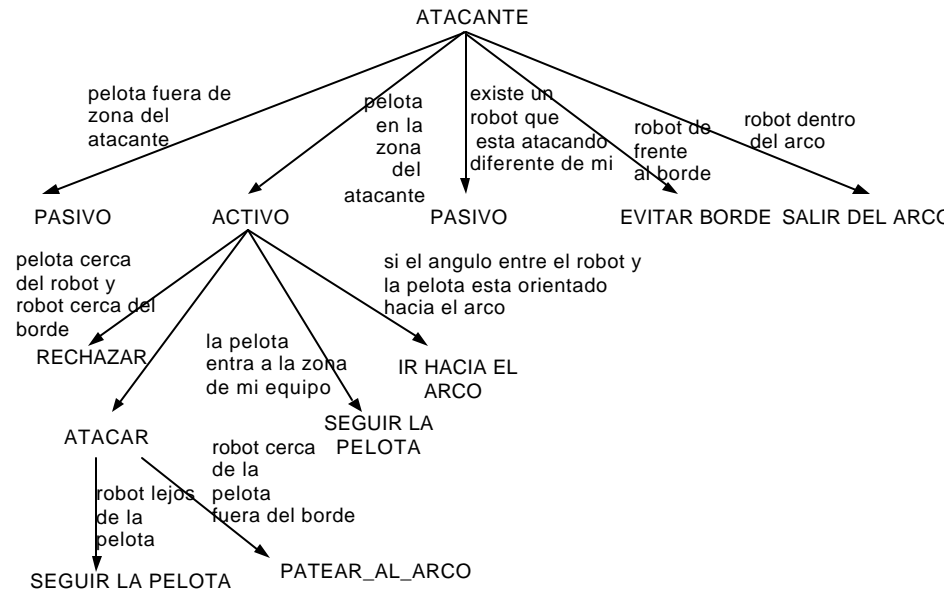 ATACANTE
pelota fuera de
zona del
atacante
pelota
en la
zona
del
atacante
existe un
robot que
esta atacando
diferente de mi
robot de
frente
al borde
robot dentro
del arco
PASIVO
ACTIVO
PASIVO
EVITAR BORDE
SALIR DEL ARCO
pelota cerca
del robot y
robot cerca del
borde
si el angulo entre el robot y
la pelota esta orientado
hacia el arco
RECHAZAR
la pelota
entra a la zona
de mi equipo
IR HACIA EL
ARCO
ATACAR
SEGUIR LA
PELOTA
robot cerca
de la
pelota
fuera del borde
robot lejos
de la
pelota
SEGUIR LA PELOTA
PATEAR_AL_ARCO